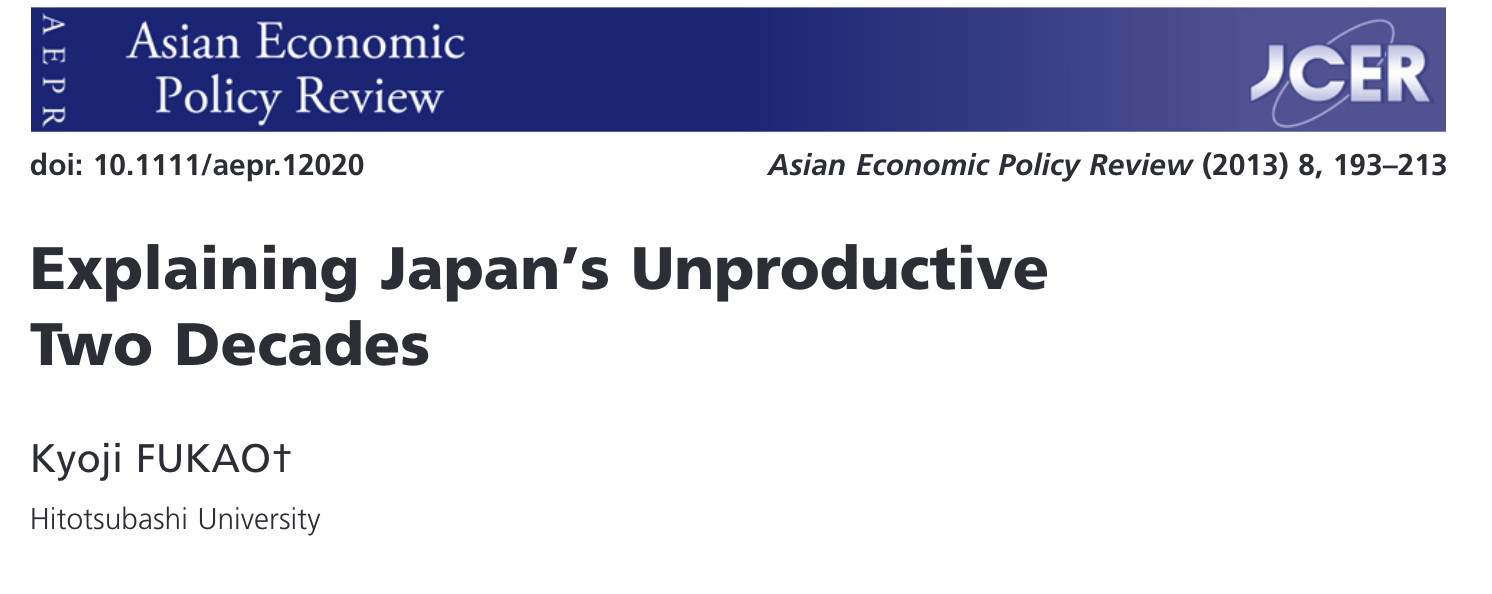 AEPR
Asian Economic
Policy Review
JCER
doi: 10.1111/aepr.12020
Asian Economic Policy Review (2013) 8, 193–213
Explaining Japan’s Unproductive
Two Decades
Kyoji FUKAO†
Hitotsubashi University